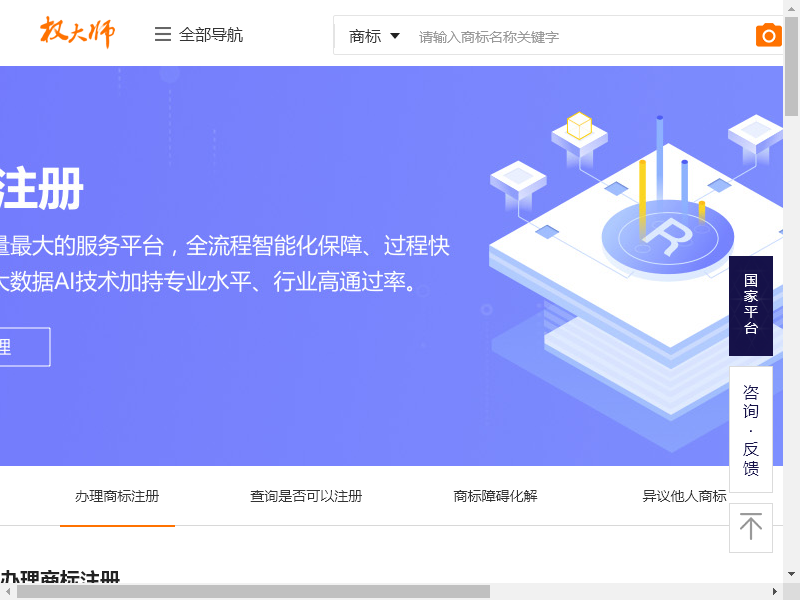 权大师
全部导航
商标
请输入商标名称关键字
注册
量最大的服务平台，全流程智能化保障、过程快
大数据AI技术加持专业水平、行业高通过率。
理
R
国家平台
咨询·反馈
办理商标注册
查询是否可以注册
商标障碍化解
异议他人商标
办理商标注册